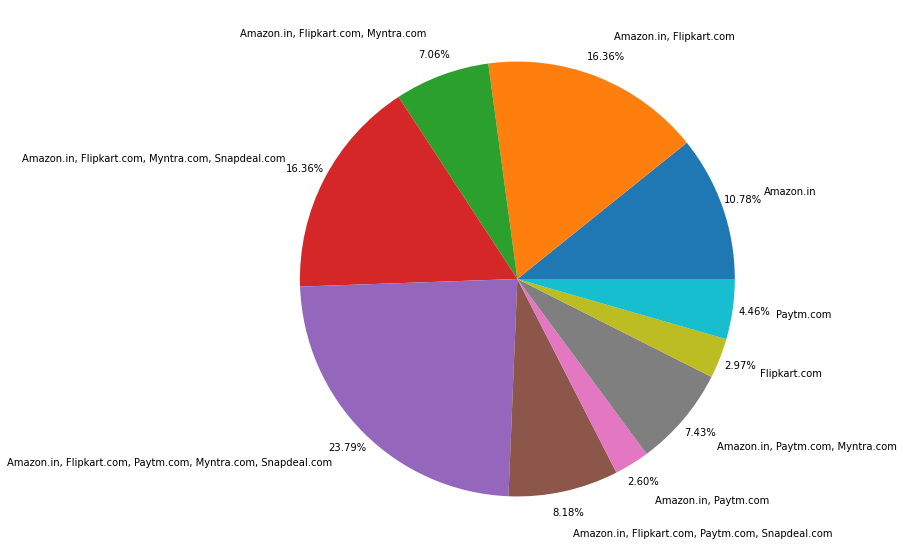 Amazon.in, Flipkart.com, Myntra.com
7.06%
Amazon.in, Flipkart.com
16.36%
Amazon.in, Flipkart.com, Myntra.com, Snapdeal.com
16.36%
10.78%
Amazon.in
4.46%
Paytm.com
2.97%
Flipkart.com
7.43%
Amazon.in, Paytm.com, Myntra.com
23.79%
Amazon.in, Flipkart.com, Paytm.com, Myntra.com, Snapdeal.com
2.60%
Amazon.in, Paytm.com
8.18%
Amazon.in, Flipkart.com, Paytm.com, Snapdeal.com